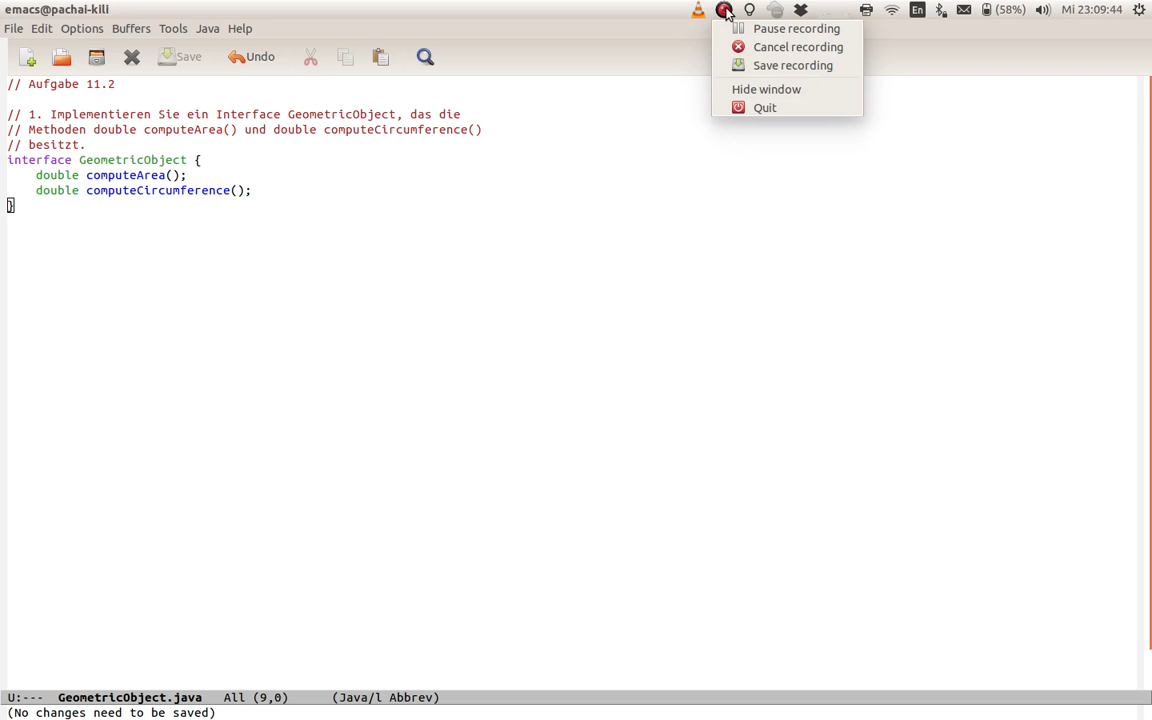 emacs@pachal-kili
(58%)
En
Mi 23:09:44
File Edit Options Buffers Tools Java Help
Save
Undo
Pause recording
Cancel recording
Save recording
Hide window
Quit
// Aufgabe 11.2
// 1. Implementieren Sie ein Interface GeometricObject, das die
// Methoden double computeArea() und double computeCircumference()
// besitzt.
interface GeometricObject {
    double computeArea();
    double computeCircumference();
}
U:--- GeometricObject.java All (9,0) (Java/l Abbrev)
(No changes need to be saved)